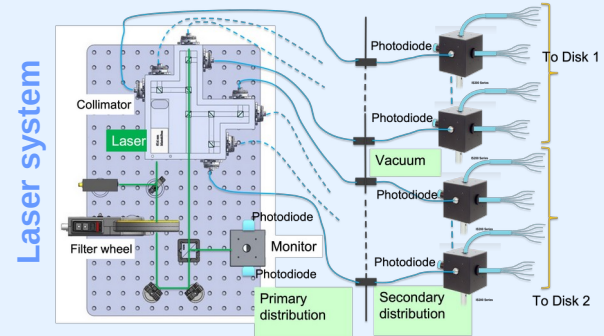 Laser system
Collimator
Laser
Filter wheel
Photodiode
Monitor
Photodiode
Primary
distribution
Photodiode
To Disk 1
Photodiode
Vacuum
Photodiode
Photodiode
To Disk 2
Secondary
distribution